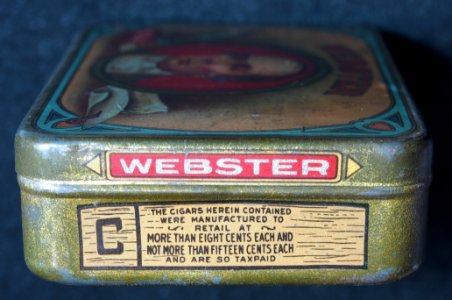 WEBSTER
C
THE CIGARS HEREIN CONTAINED
WERE MANUFACTURED TO
RETAIL AT
MORE THAN EIGHT CENTS EACH AND
NOT MORE THAN FIFTEEN CENTS EACH
AND ARE SO TAXPAID